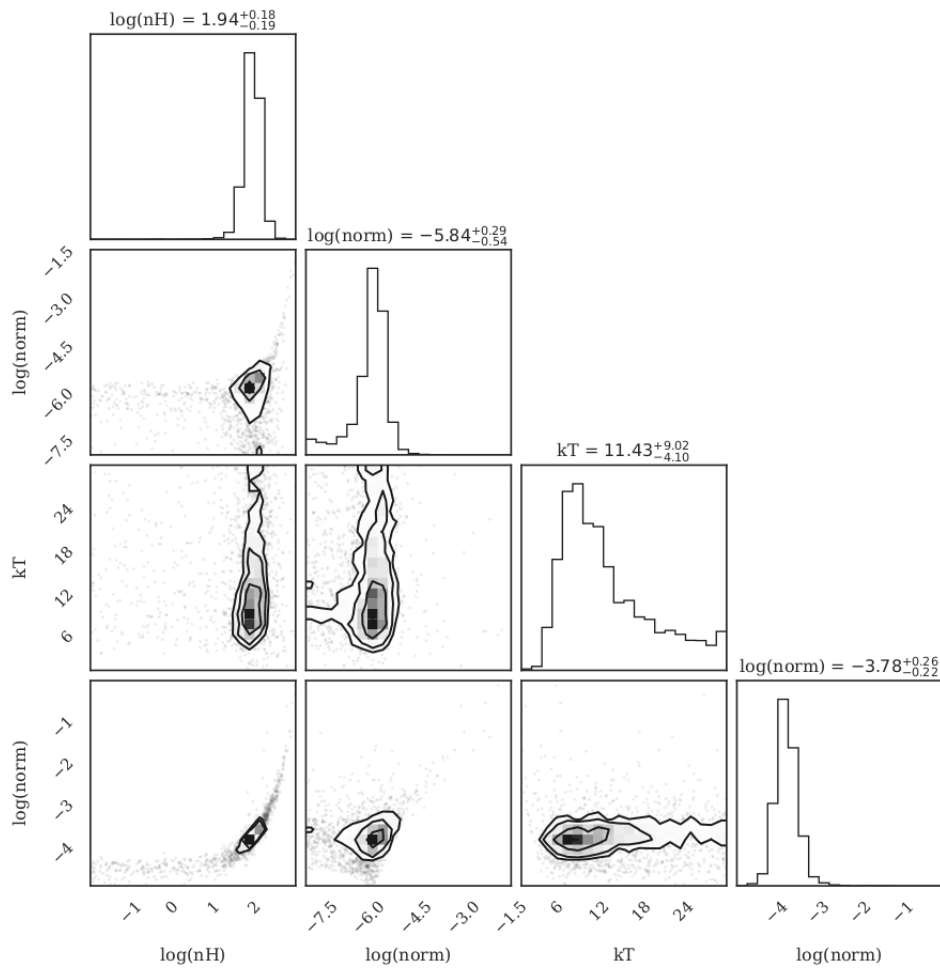 log(nH) = 1.94^{+0.18}_{−0.19}
log(norm) = −5.84^{+0.29}_{−0.54}
kT = 11.43^{+9.02}_{−4.10}
log(norm) = −3.78^{+0.26}_{−0.22}
−1.5
−3.0
−4.5
−6.0
−7.5
log(norm)
24
18
12
6
kT
−1
−2
−3
−4
log(norm)
−1 0 1 2
−7.5 −6.0 −4.5 −3.0 −1.5
6 12 18 24
−4 −3 −2 −1
log(nH) log(norm) kT log(norm)